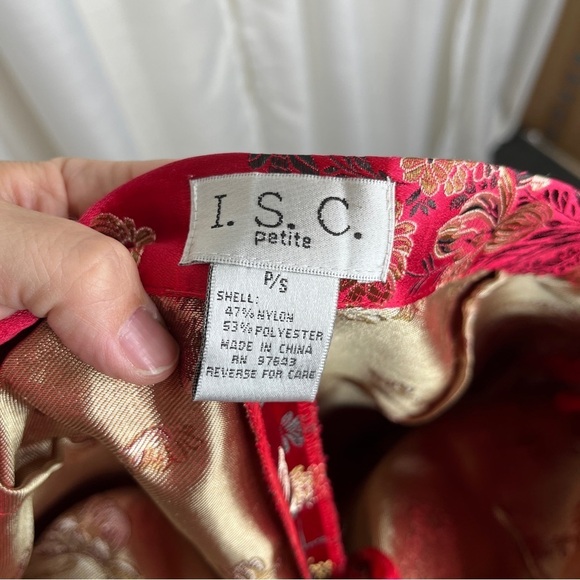 I. S. C.
petite
P/S
SHELL:
47% NYLON
53% POLYESTER
MADE IN CHINA
RN 97643
REVERSE FOR CARE